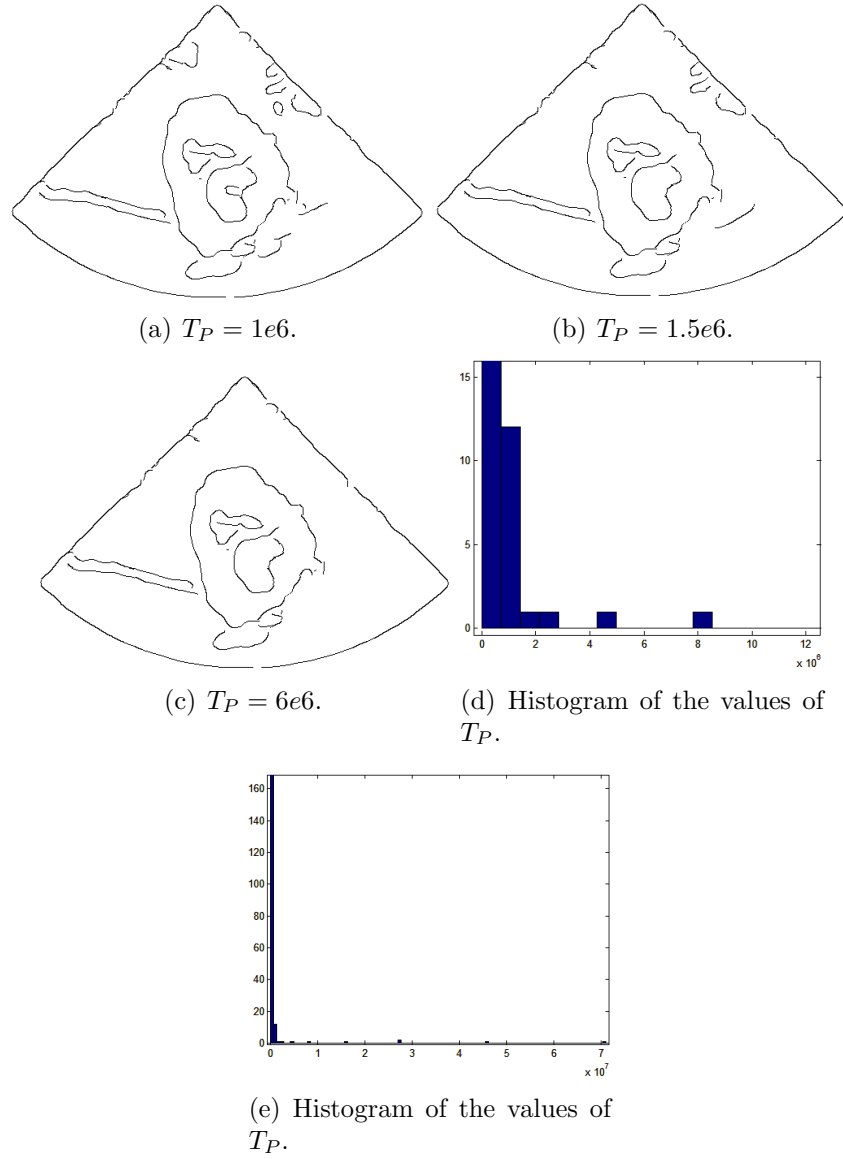 (a) T_P = 1e6.
(b) T_P = 1.5e6.
15
10
5
0
0 2 4 6 8 10 12
x 10^6
(c) T_P = 6e6.
(d) Histogram of the values of
T_P.
160
140
120
100
80
60
40
20
0
0 1 2 3 4 5 6 7
x 10^7
(e) Histogram of the values of
T_P.